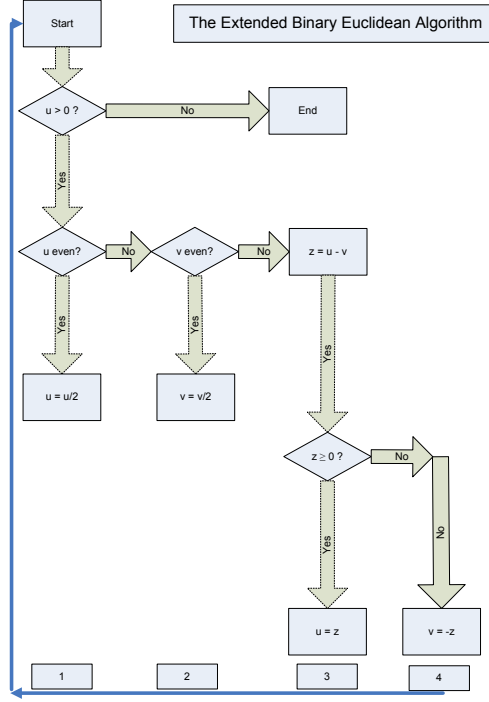 Start
The Extended Binary Euclidean Algorithm
u > 0 ?
No
End
Yes
u even?
No
v even?
No
z = u - v
Yes
Yes
Yes
u = u/2
v = v/2
z ≥ 0 ?
No
Yes
No
u = z
v = -z
1
2
3
4